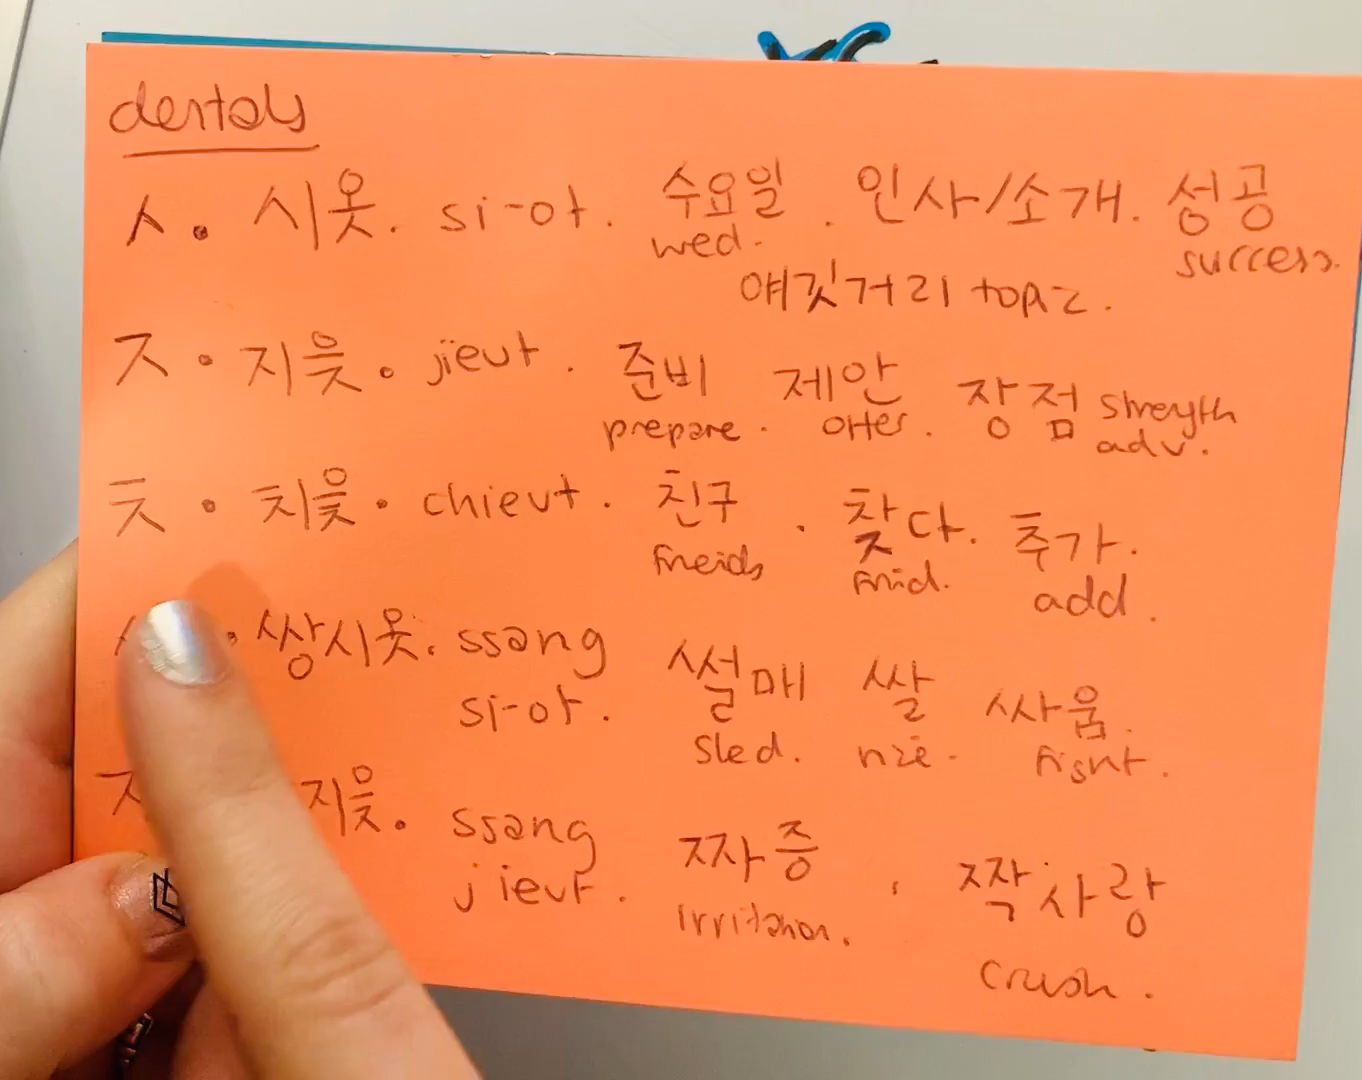 dentals
ㅅ. 시옷. si-ot. 수요일. 인사/소개. 성공
wed. success.
얘깃거리 topic.
ㅈ. 지읒. jieut. 준비 제안 장점 strength
prepare. offer. adv.
ㅊ. 치읓. chieut. 친구. 찾다. 추가.
friends find. add.
. 쌍시옷. ssang 썰매 쌀 싸움.
si-ot. sled. rice. fight.
지읒. ssang 짜증, 짝사랑
jieut. irritation. crush.